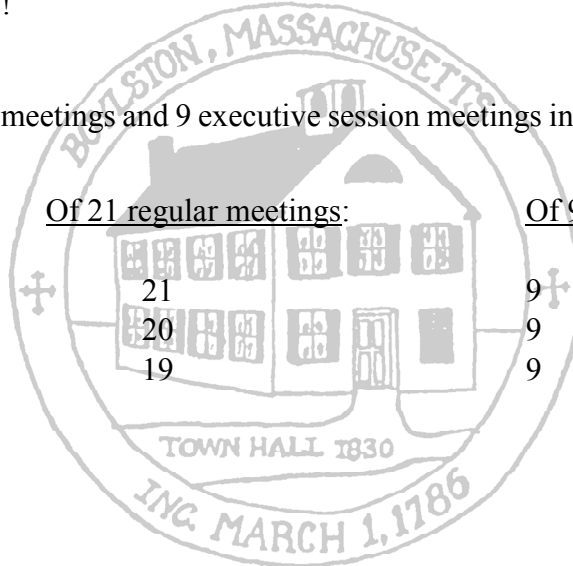 !
BOYLSTON, MASSACHUSETTS
meetings and 9 executive session meetings in
Of 21 regular meetings: Of 9
21 9
20 9
19 9
TOWN HALL 1830
INC. MARCH 1, 1786